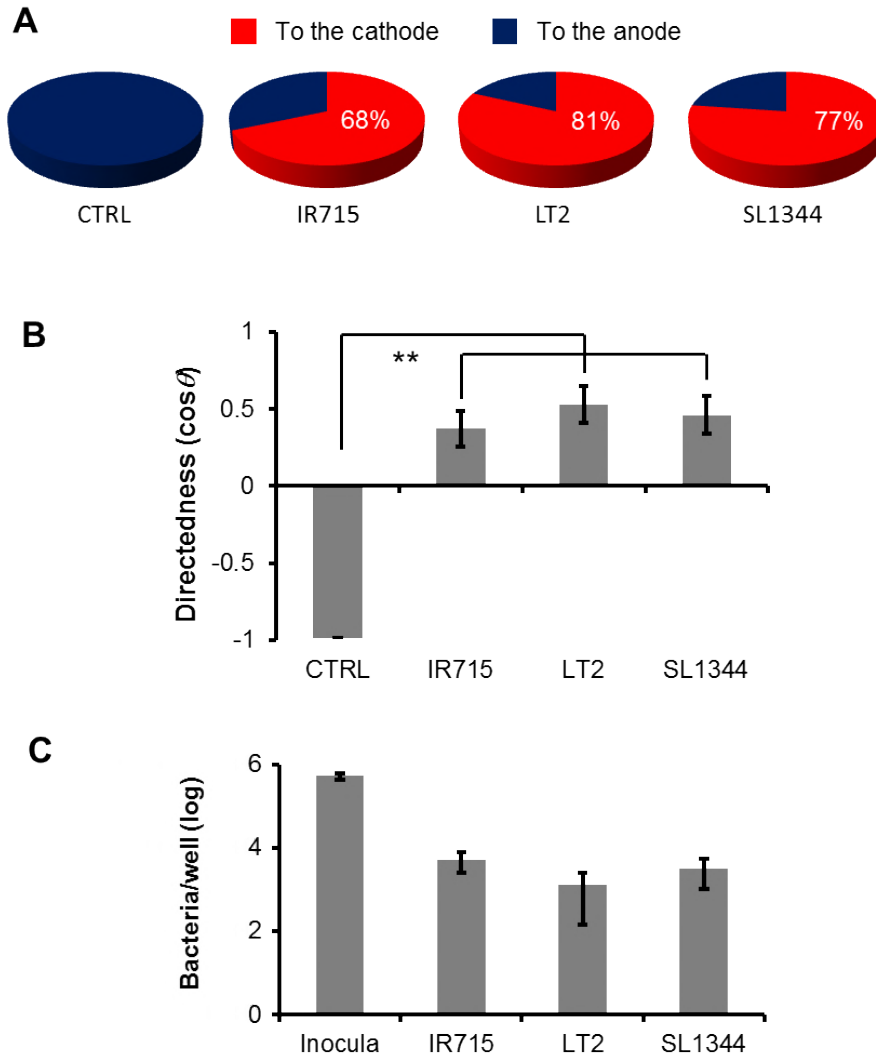 A
To the cathode To the anode
68% 81% 77%
CTRL IR715 LT2 SL1344
B
Directedness (cosθ)
1
**
0.5
0
-0.5
-1
CTRL IR715 LT2 SL1344
C
Bacteria/well (log)
6
4
2
0
Inocula IR715 LT2 SL1344